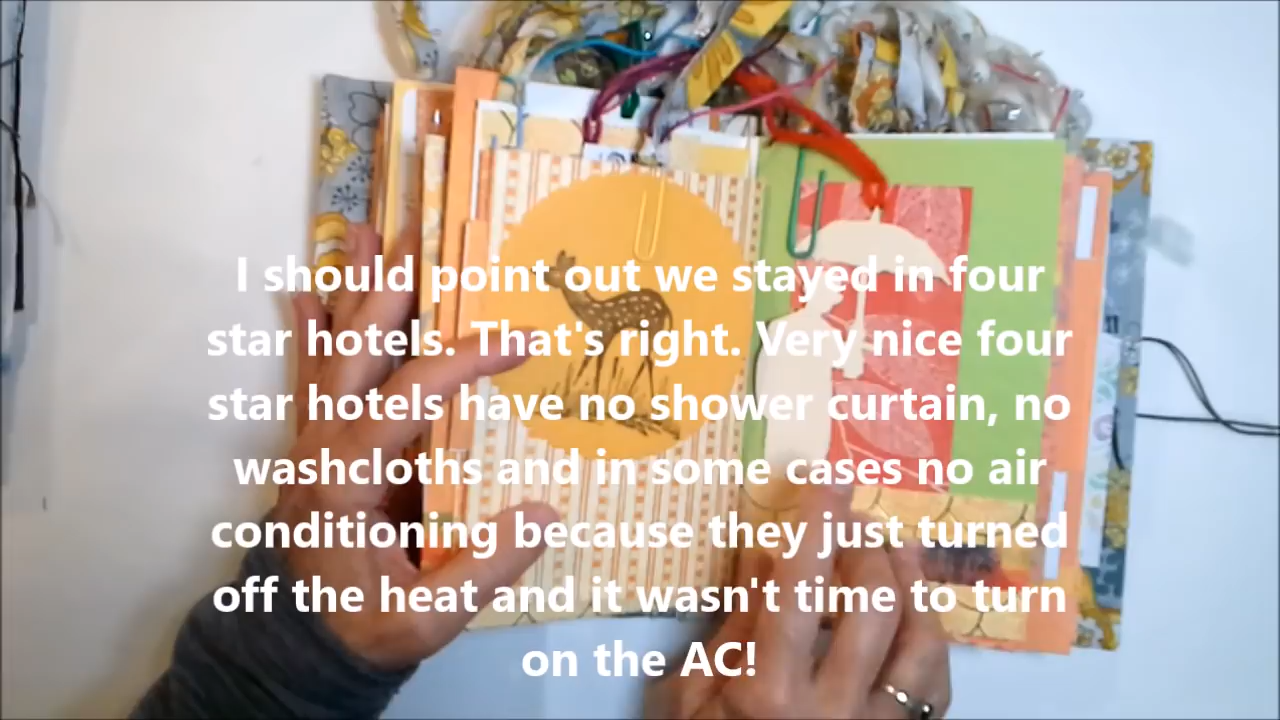 I should point out we stayed in four
star hotels. That's right. Very nice four
star hotels have no shower curtain, no
washcloths and in some cases no air
conditioning because they just turned
off the heat and it wasn't time to turn
on the AC!